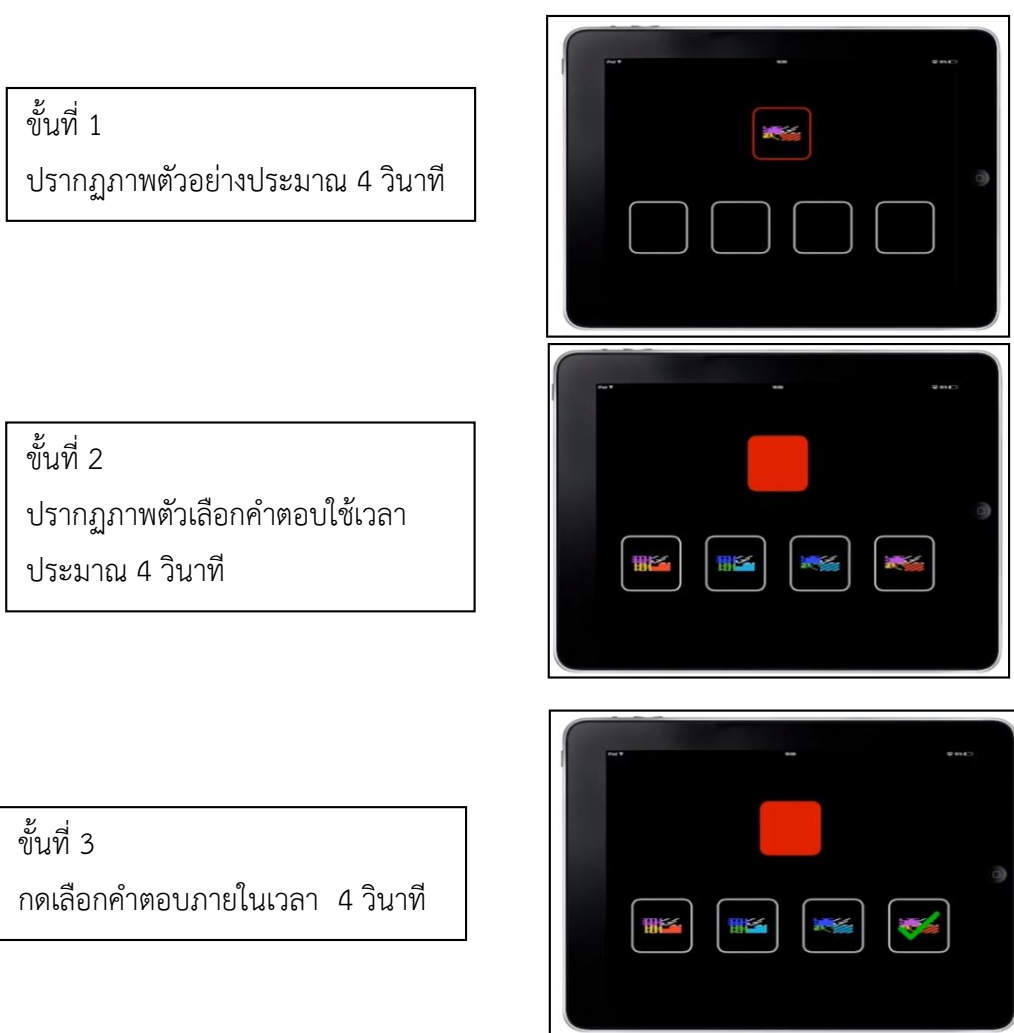 ขั้นที่ 1
ปรากฏภาพตัวอย่างประมาณ 4 วินาที
ขั้นที่ 2
ปรากฏภาพตัวเลือกคำตอบใช้เวลา
ประมาณ 4 วินาที
ขั้นที่ 3
กดเลือกคำตอบภายในเวลา 4 วินาที